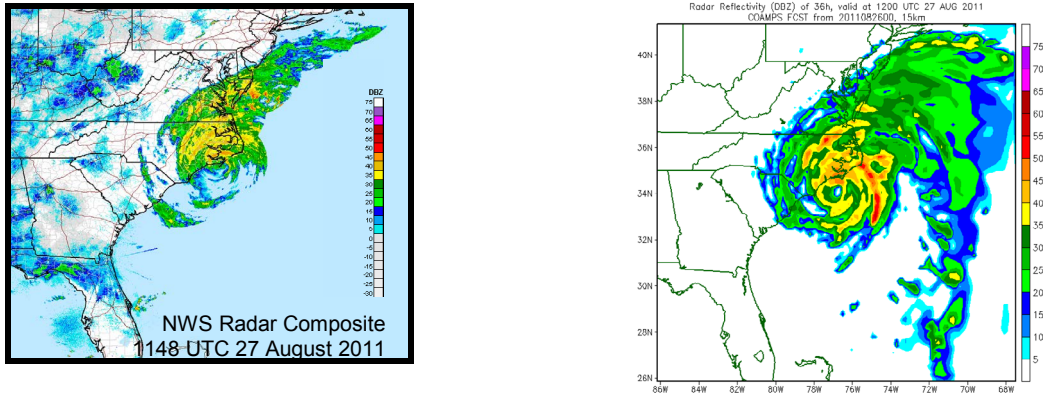 DBZ
75
70
65
60
55
50
45
40
35
30
25
20
15
10
5
0
-5
-10
-15
-20
-25
-30
NWS Radar Composite
1148 UTC 27 August 2011
Radar Reflectivity (DBZ) of 36h, valid at 1200 UTC 27 AUG 2011
COAMPS FCST from 2011082600, 15km
40N
38N
36N
34N
32N
30N
28N
26N
86W 84W 82W 80W 78W 76W 74W 72W 70W 68W
75
70
65
60
55
50
45
40
35
30
25
20
15
10
5